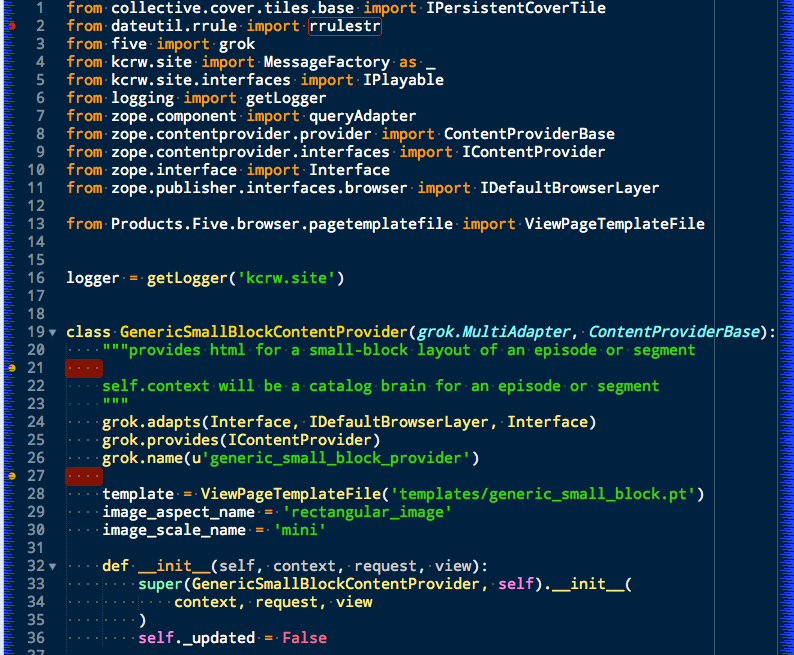 1 from collective.cover.tiles.base import IPersistentCoverTile
2 from dateutil.rrule import rrulestr
3 from five import grok
4 from kcrw.site import MessageFactory as _
5 from kcrw.site.interfaces import IPlayable
6 from logging import getLogger
7 from zope.component import queryAdapter
8 from zope.contentprovider.provider import ContentProviderBase
9 from zope.contentprovider.interfaces import IContentProvider
10 from zope.interface import Interface
11 from zope.publisher.interfaces.browser import IDefaultBrowserLayer
12
13 from Products.Five.browser.pagetemplatefile import ViewPageTemplateFile
14
15
16 logger = getLogger('kcrw.site')
17
18
19 class GenericSmallBlockContentProvider(grok.MultiAdapter, ContentProviderBase):
20     """provides html for a small-block layout of an episode or segment
21
22     self.context will be a catalog brain for an episode or segment
23     """
24     grok.adapts(Interface, IDefaultBrowserLayer, Interface)
25     grok.provides(IContentProvider)
26     grok.name(u'generic_small_block_provider')
27
28     template = ViewPageTemplateFile('templates/generic_small_block.pt')
29     image_aspect_name = 'rectangular_image'
30     image_scale_name = 'mini'
31
32     def __init__(self, context, request, view):
33         super(GenericSmallBlockContentProvider, self).__init__(
34             context, request, view
35         )
36         self._updated = False
37